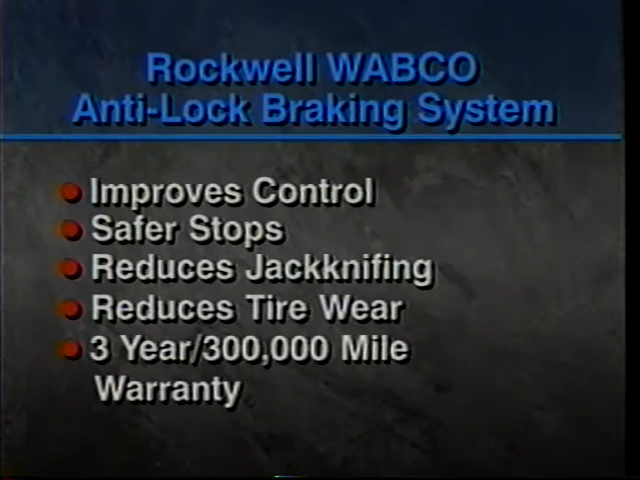 Rockwell WABCO
Anti-Lock Braking System
Improves Control
Safer Stops
Reduces Jackknifing
Reduces Tire Wear
3 Year/300,000 Mile
Warranty